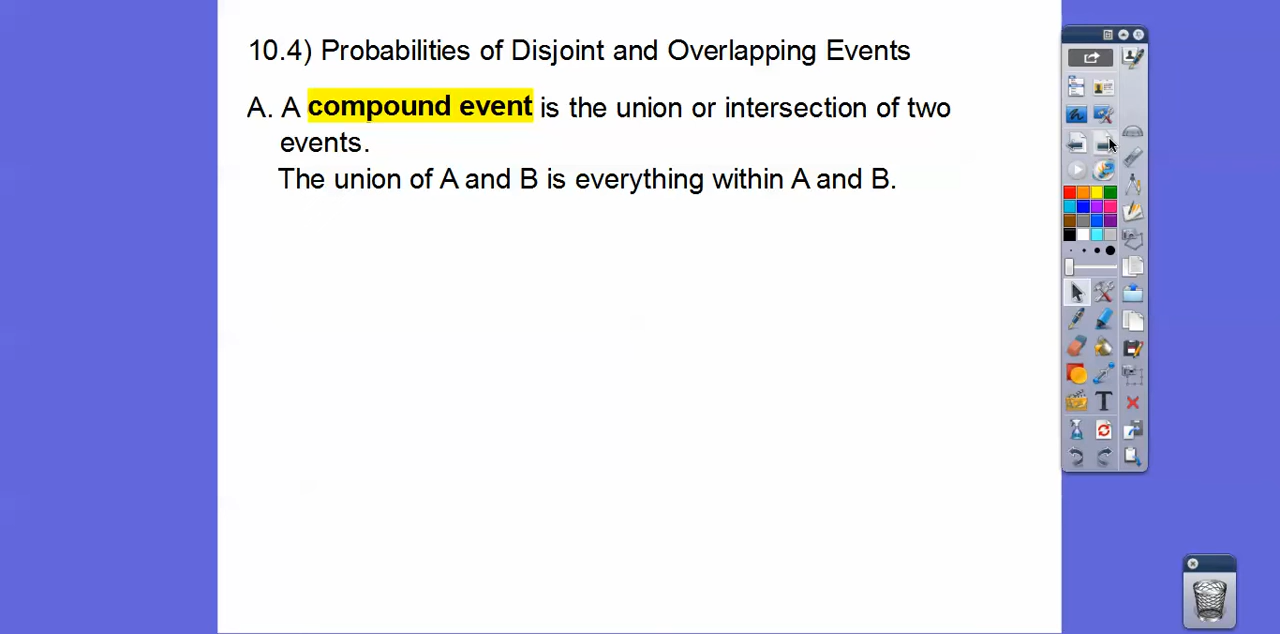 10.4) Probabilities of Disjoint and Overlapping Events
A. A compound event is the union or intersection of two
events.
The union of A and B is everything within A and B.